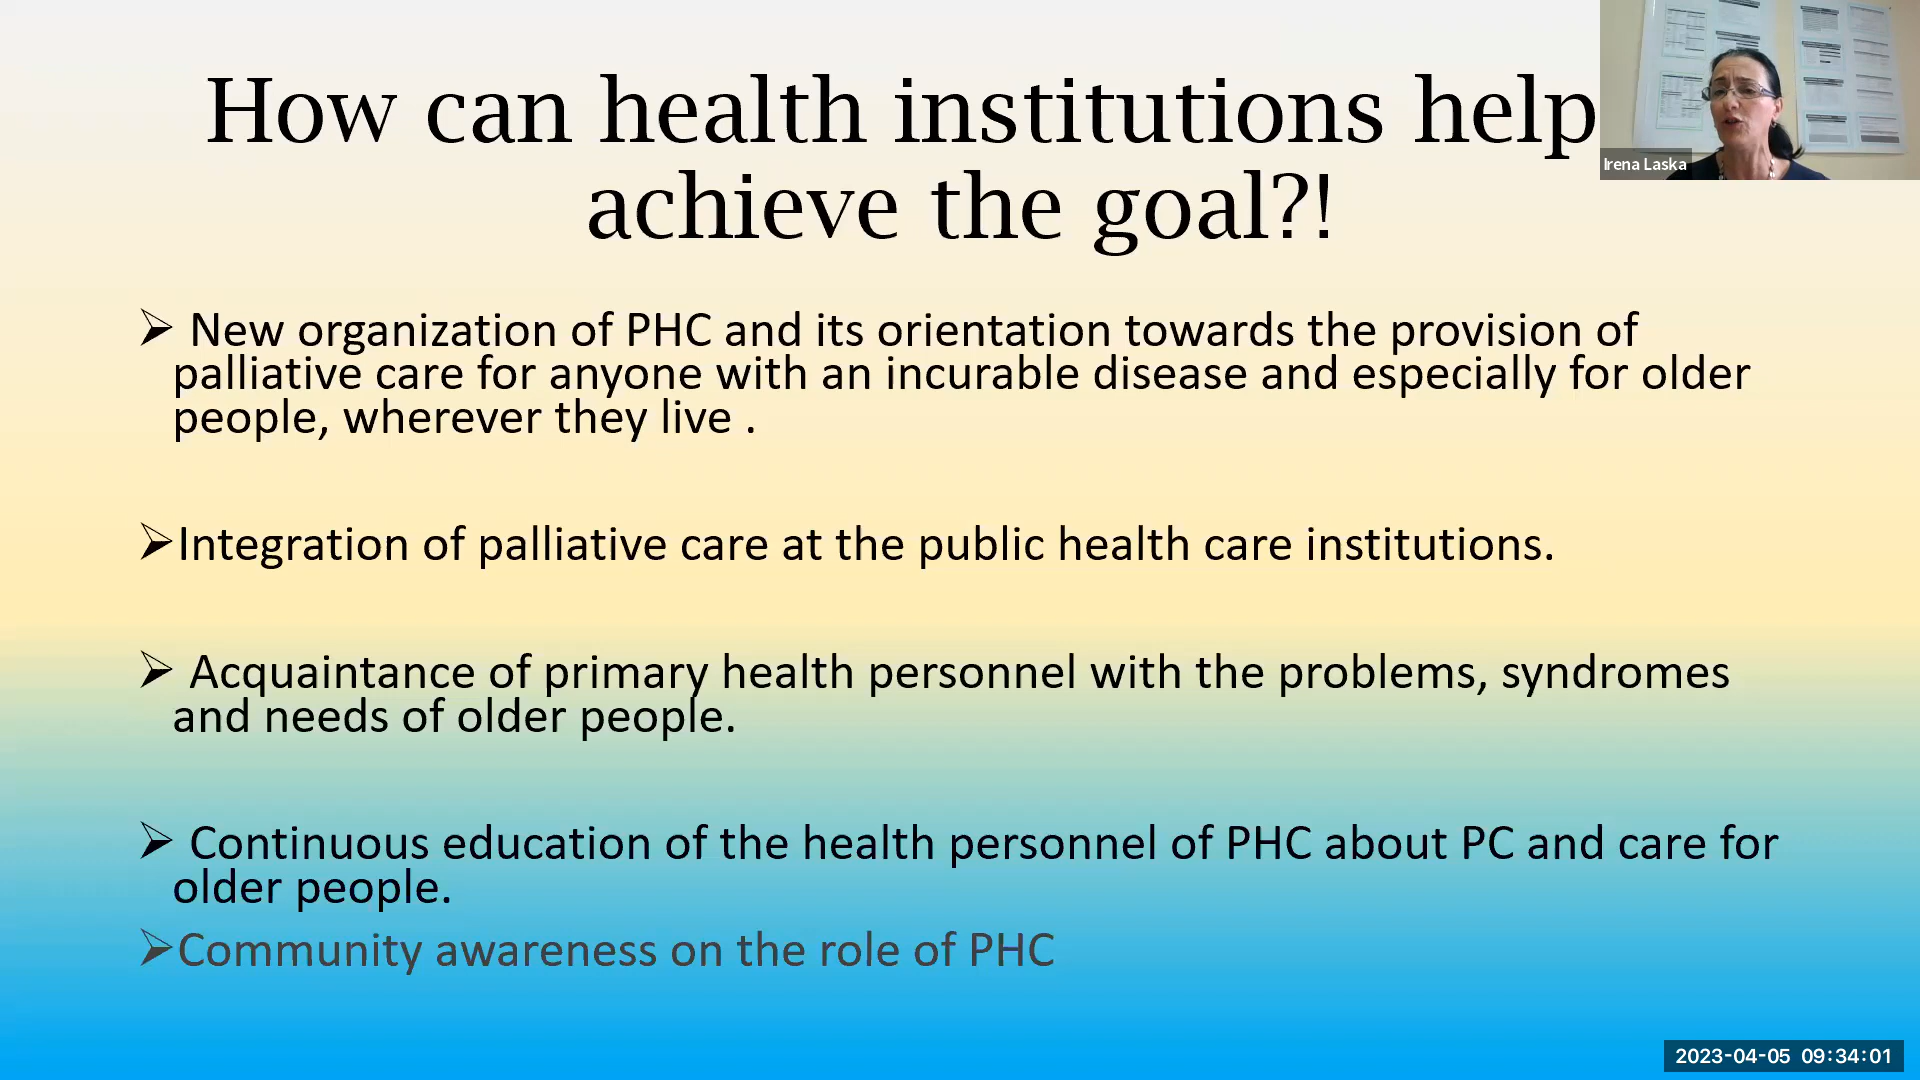 How can health institutions help
achieve the goal?!
Irena Laska
➢ New organization of PHC and its orientation towards the provision of
palliative care for anyone with an incurable disease and especially for older
people, wherever they live .
➢Integration of palliative care at the public health care institutions.
➢ Acquaintance of primary health personnel with the problems, syndromes
and needs of older people.
➢ Continuous education of the health personnel of PHC about PC and care for
older people.
➢Community awareness on the role of PHC
2023-04-05 09:34:01